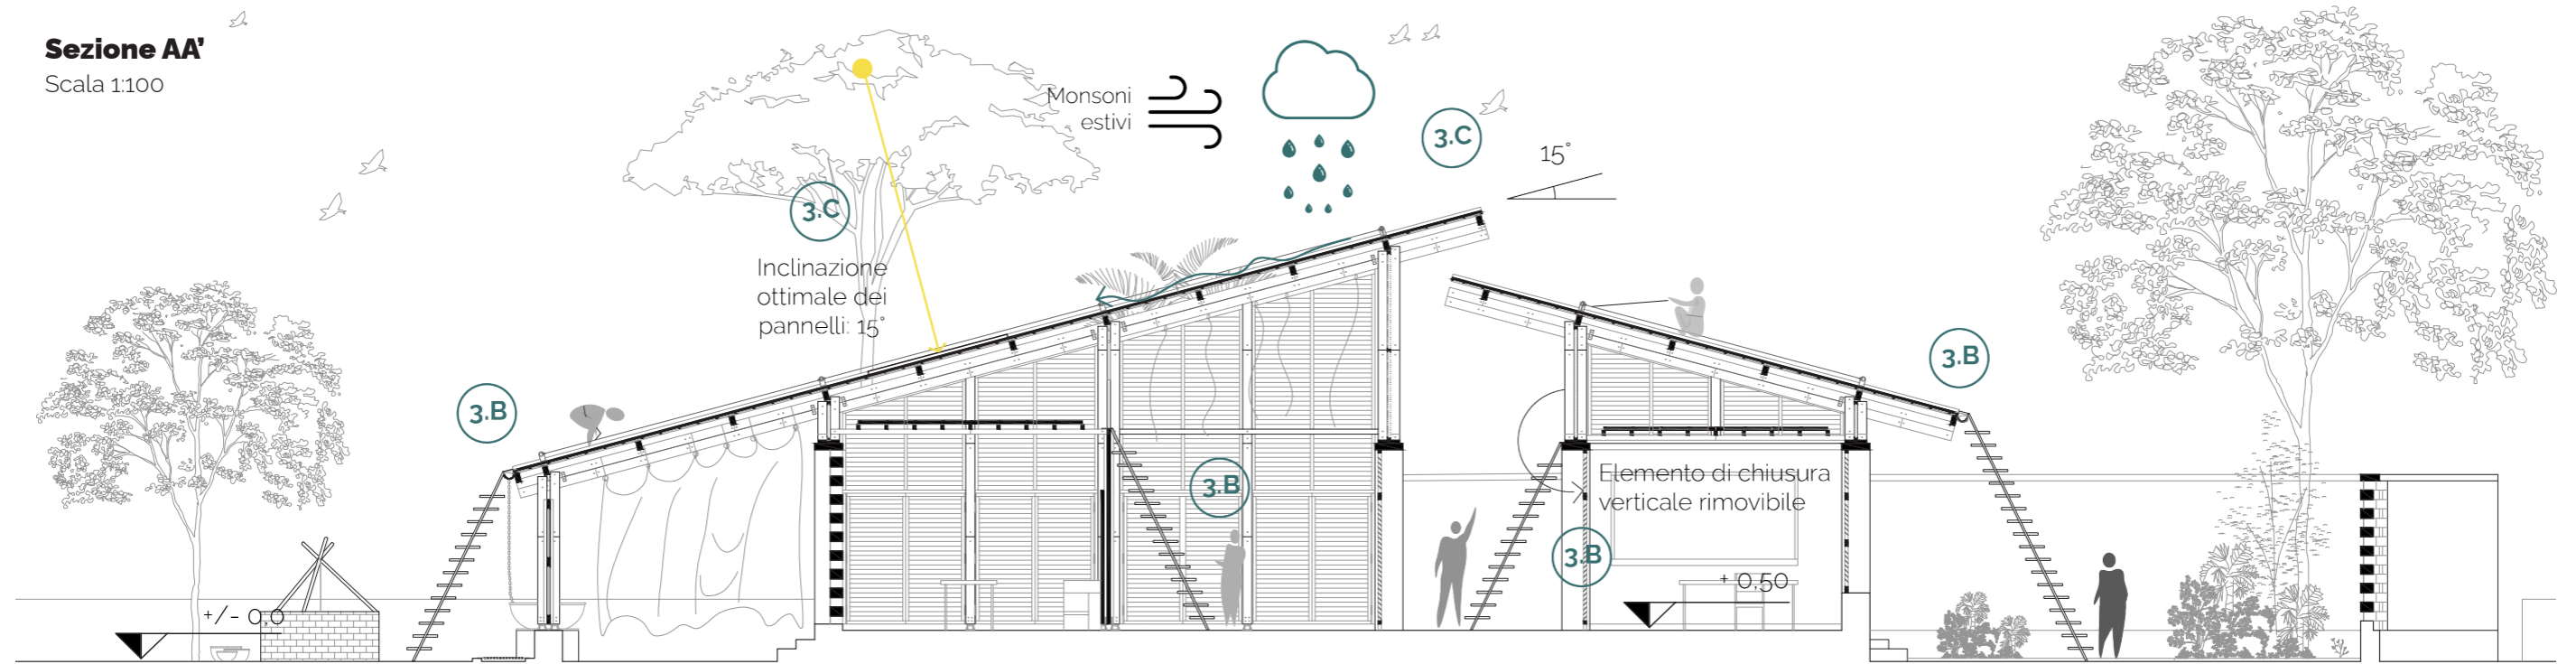 Sezione AA'
Scala 1:100
Monsoni
estivi
3.C
15°
3.C
Inclinazione
ottimale dei
pannelli: 15°
3.B
3.B
3.B
Elemento di chiusura
verticale rimovibile
3.B
+ 0,50
+/- 0,0